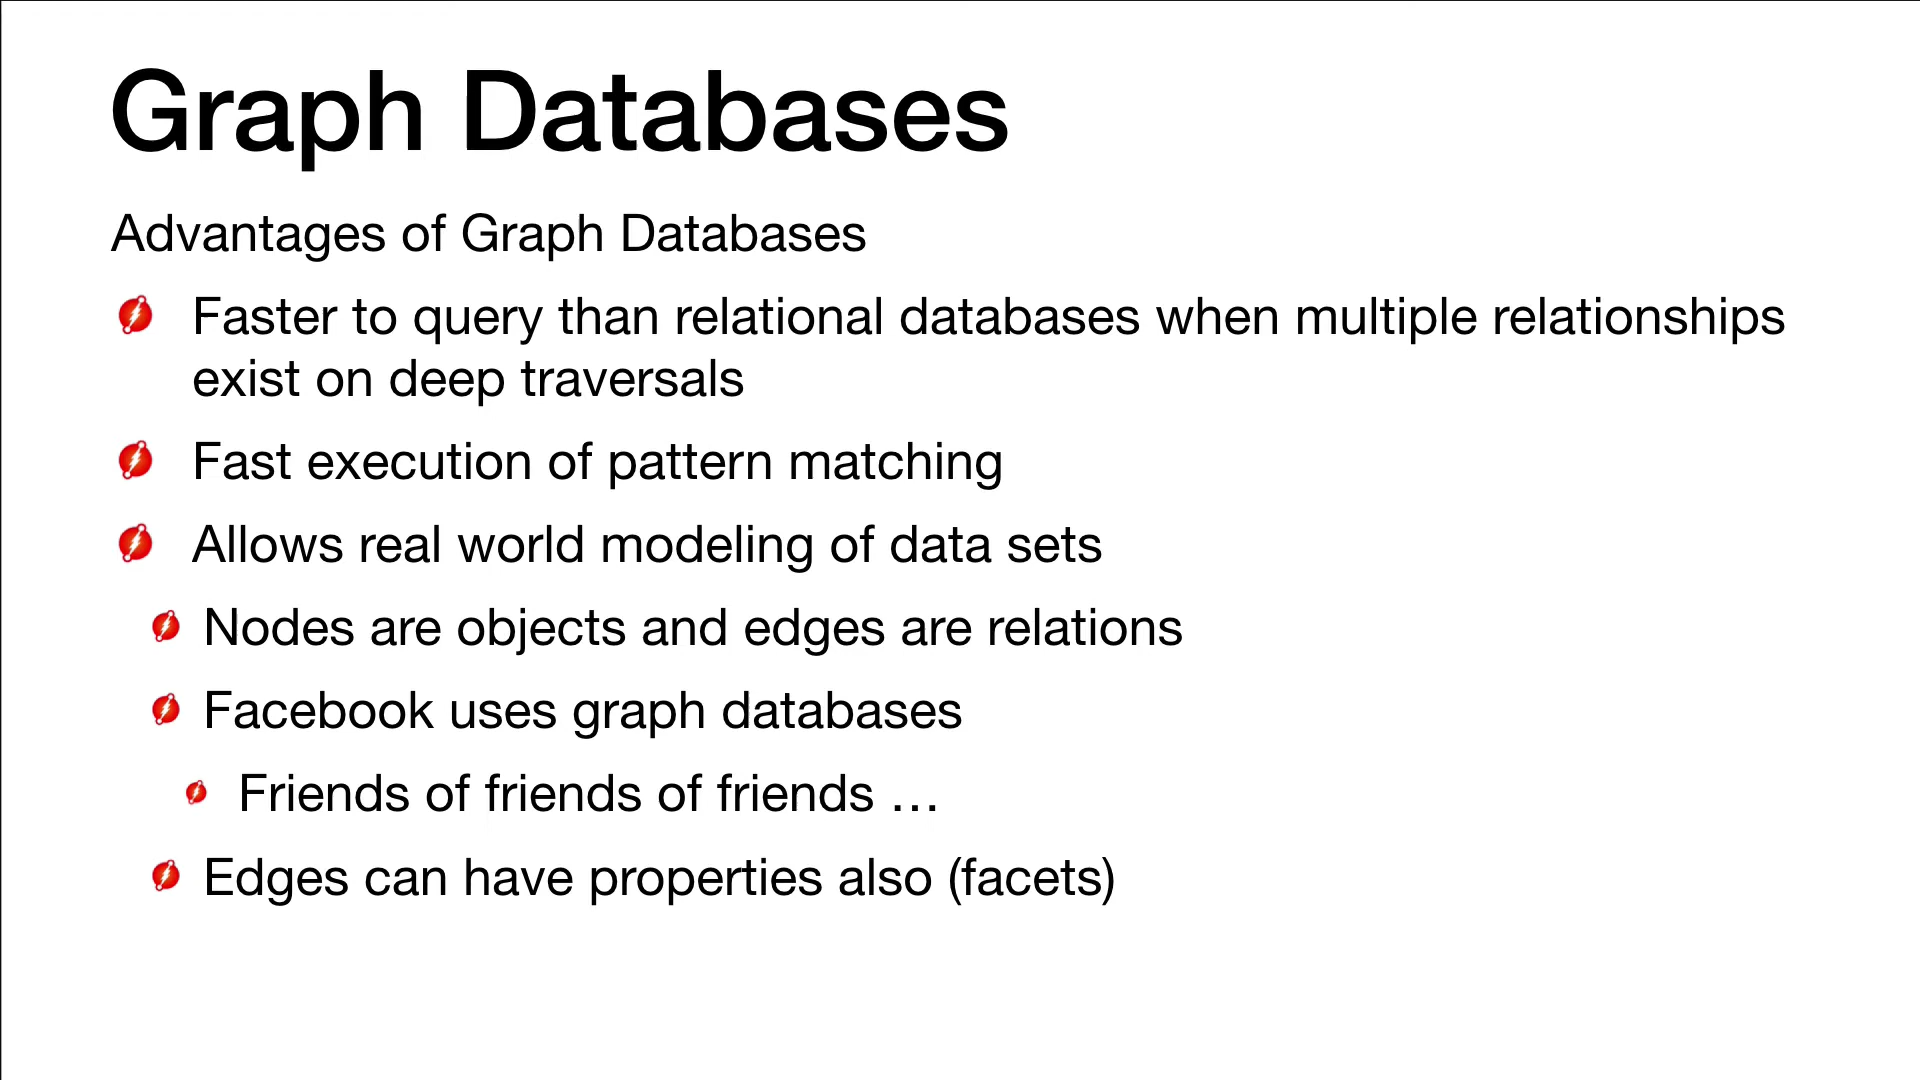 Graph Databases
Advantages of Graph Databases
Faster to query than relational databases when multiple relationships
exist on deep traversals
Fast execution of pattern matching
Allows real world modeling of data sets
Nodes are objects and edges are relations
Facebook uses graph databases
Friends of friends of friends …
Edges can have properties also (facets)